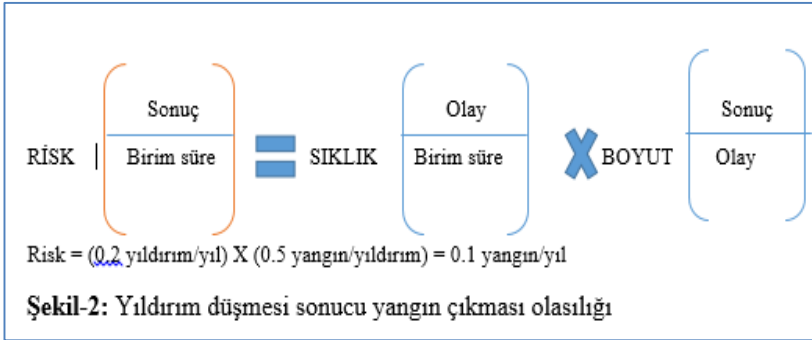 Sonuç Olay Sonuç
RİSK | Birim süre = SIKLIK Birim süre X BOYUT Olay
Risk = (0.2 yıldırım/yıl) X (0.5 yangın/yıldırım) = 0.1 yangın/yıl
Şekil-2: Yıldırım düşmesi sonucu yangın çıkması olasılığı